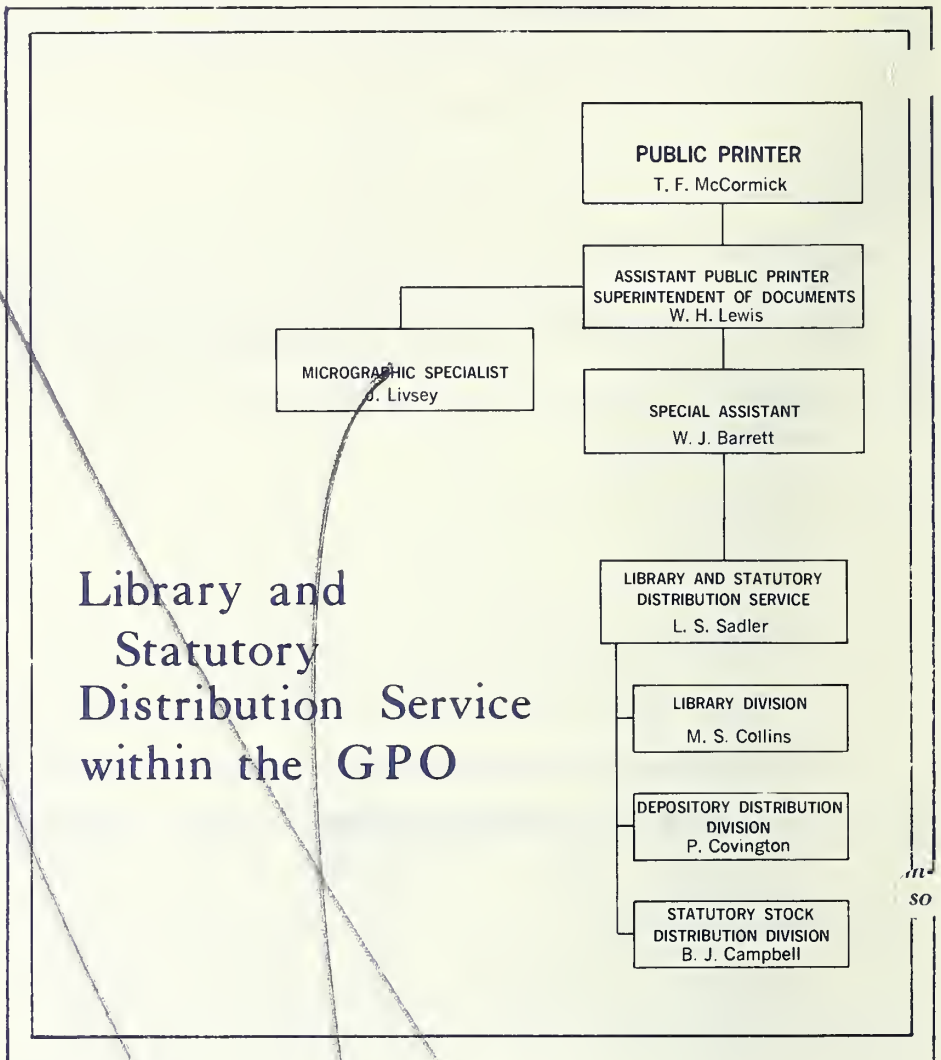 PUBLIC PRINTER
T. F. McCormick
ASSISTANT PUBLIC PRINTER
SUPERINTENDENT OF DOCUMENTS
W. H. Lewis
MICROGRAPHIC SPECIALIST
J. Livsey
SPECIAL ASSISTANT
W. J. Barrett
Library and
Statutory
Distribution Service
within the GPO
LIBRARY AND STATUTORY
DISTRIBUTION SERVICE
L. S. Sadler
LIBRARY DIVISION
M. S. Collins
DEPOSITORY DISTRIBUTION
DIVISION
P. Covington
STATUTORY STOCK
DISTRIBUTION DIVISION
B. J. Campbell
so